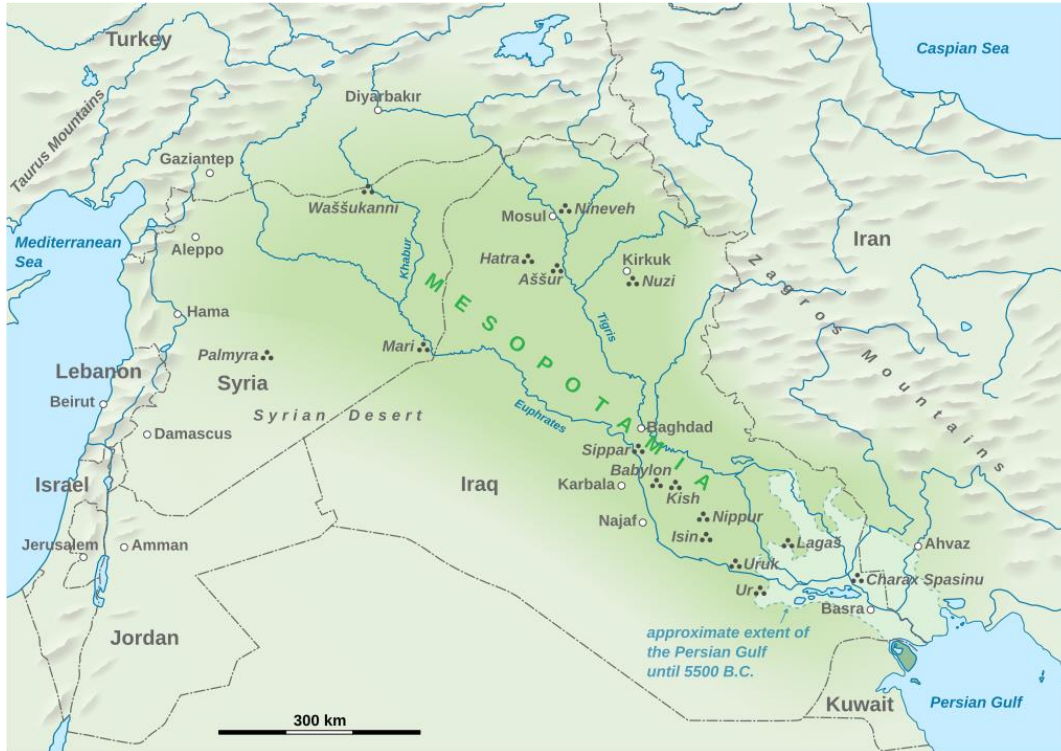 Turkey
Caspian Sea
Taurus Mountains
Diyarbakır
Gaziantep
Waššukanni
Mosul
Nineveh
Mediterranean
Sea
Aleppo
Khabur
Hatra
Aššur
Kirkuk
Nuzi
Iran
Zagros Mountains
MESOPOTAMIA
Tigris
Hama
Palmyra
Mari
Lebanon
Syria
Beirut
Syrian Desert
Euphrates
Damascus
Baghdad
Sippar
Israel
Iraq
Babylon
Karbala
Kish
Najaf
Nippur
Isin
Lagaš
Ahvaz
Jerusalem
Amman
Uruk
Charax Spasinu
Ur
Basra
Jordan
approximate extent of
the Persian Gulf
until 5500 B.C.
Kuwait
Persian Gulf
300 km